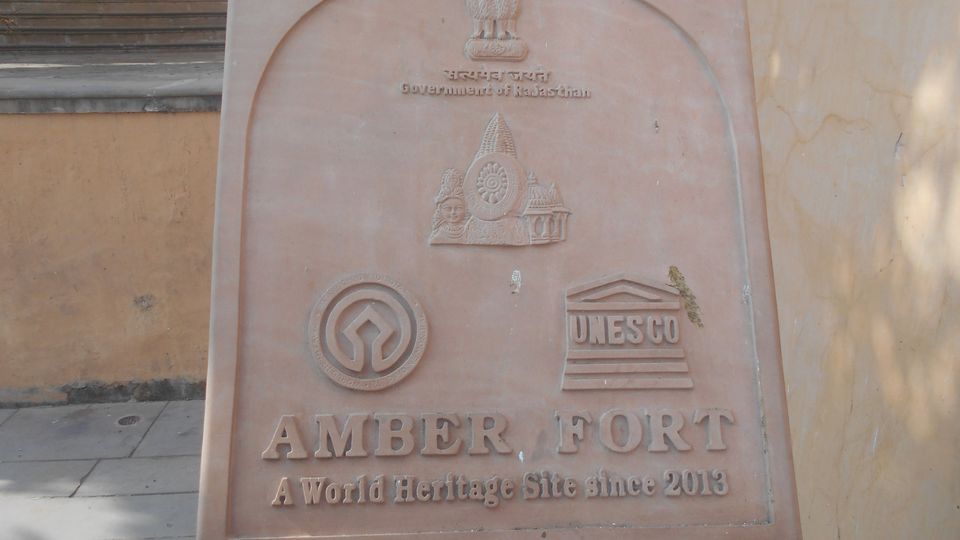 सत्यमेव जयते
Government of Rajasthan
UNESCO
AMBER FORT
A World Heritage Site since 2013